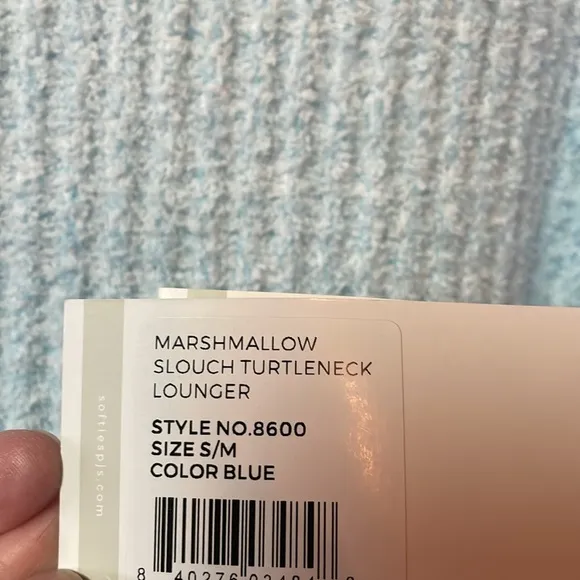 MARSHMALLOW
SLOUCH TURTLENECK
LOUNGER
STYLE NO.8600
SIZE S/M
COLOR BLUE
softiespjs.com